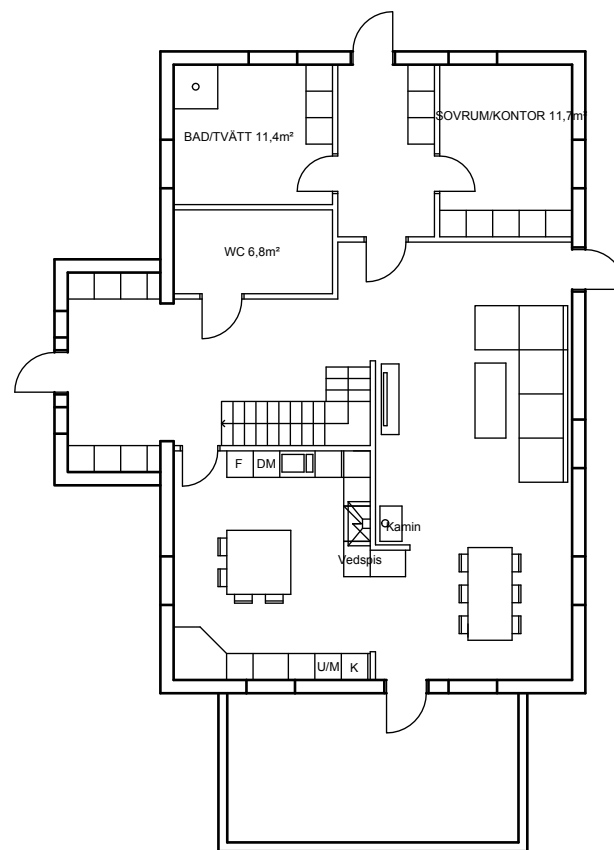 SOVRUM/KONTOR 11,7m²
BAD/TVÄTT 11,4m²
WC 6,8m²
F DM
Kamin
Vedspis
U/M K